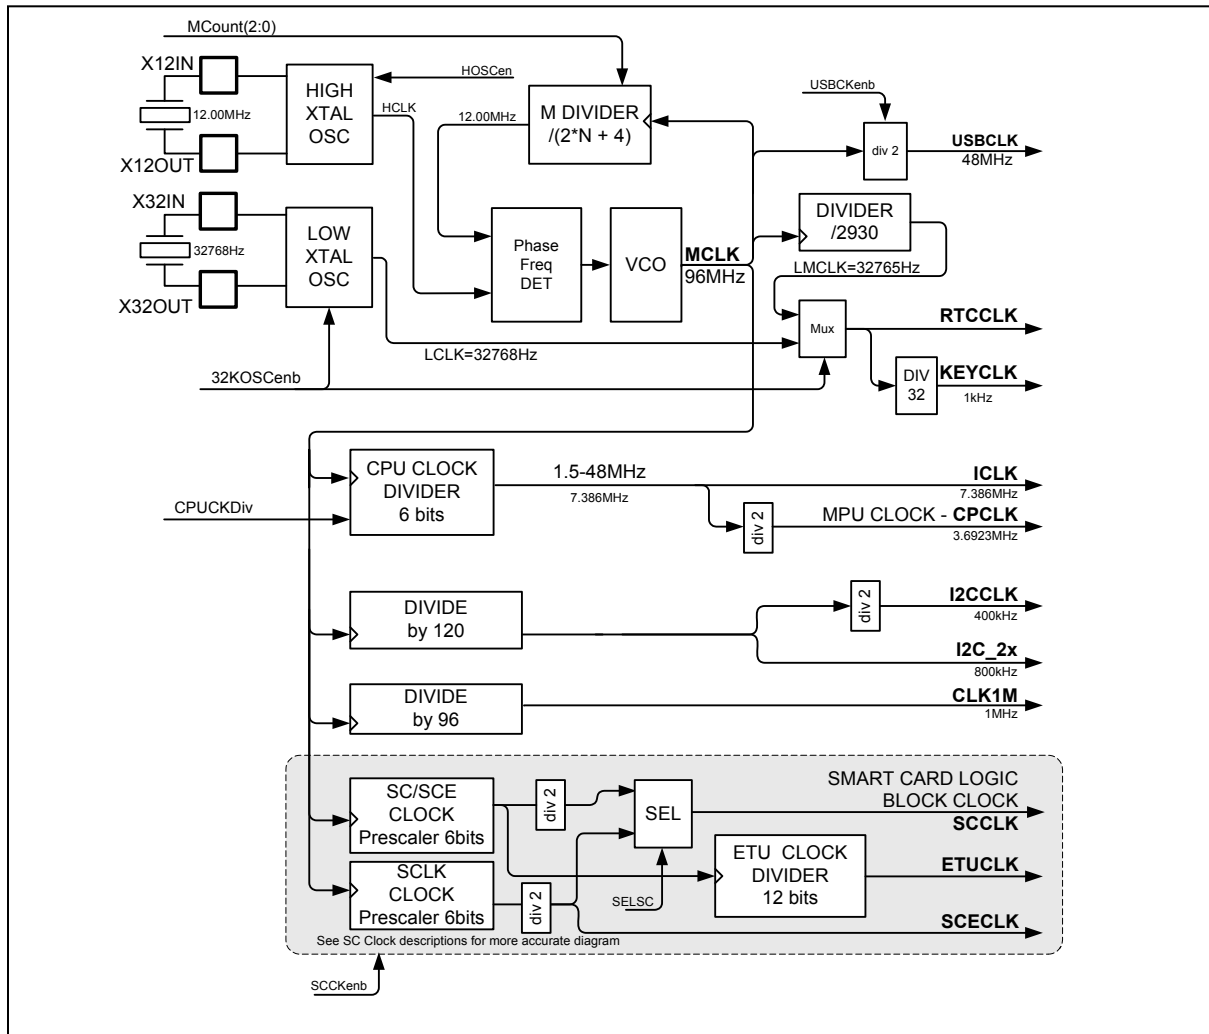 MCount(2:0)
X12IN
12.00MHz
X12OUT
HIGH
XTAL
OSC
HOSCen
HCLK
12.00MHz
M DIVIDER
/(2*N + 4)
USBCKenb
div 2
USBCLK
48MHz
X32IN
32768Hz
X32OUT
LOW
XTAL
OSC
Phase
Freq
DET
VCO
MCLK
96MHz
DIVIDER
/2930
LMCLK=32765Hz
Mux
RTCCLK
LCLK=32768Hz
32KOSCenb
DIV
32
KEYCLK
1kHz
CPU CLOCK
DIVIDER
6 bits
CPUCKDiv
1.5-48MHz
7.386MHz
ICLK
7.386MHz
div 2
MPU CLOCK - CPCLK
3.6923MHz
DIVIDE
by 120
div 2
I2CCLK
400kHz
I2C_2x
800kHz
DIVIDE
by 96
CLK1M
1MHz
SC/SCE
CLOCK
Prescaler 6bits
div 2
SEL
SMART CARD LOGIC
BLOCK CLOCK
SCCLK
SCLK
CLOCK
Prescaler 6bits
div 2
SELSC
ETU CLOCK
DIVIDER
12 bits
ETUCLK
SCECLK
See SC Clock descriptions for more accurate diagram
SCCKenb